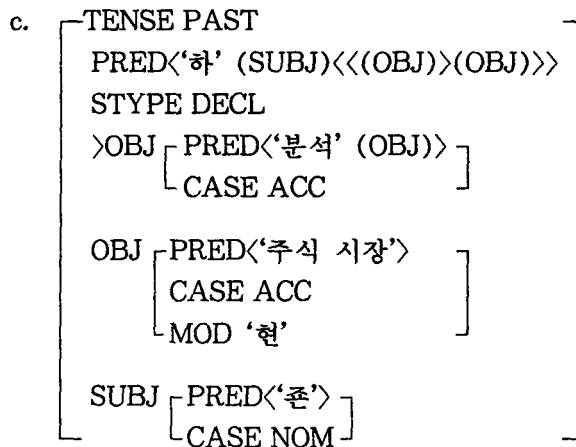 c. TENSE PAST
PRED<'하' (SUBJ)<<(OBJ)>(OBJ)>>
STYPE DECL
>OBJ PRED<'분석' (OBJ)>
CASE ACC
OBJ PRED<'주식 시장'>
CASE ACC
MOD '현'
SUBJ PRED<'죤'>
CASE NOM